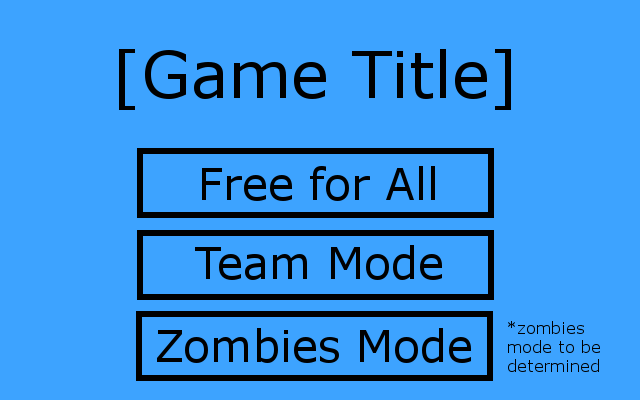 [Game Title]
Free for All
Team Mode
Zombies Mode
*zombies
mode to be
determined